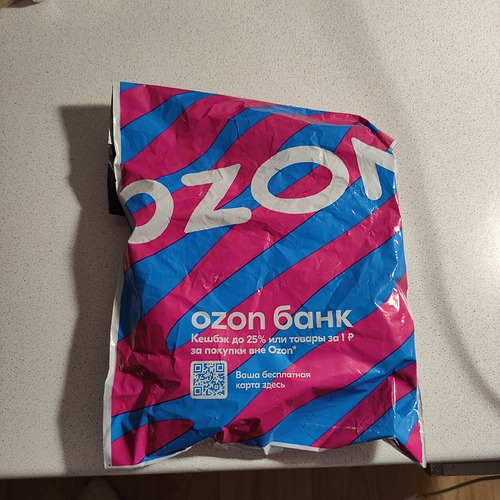 OZON
ozon банк
Кешбэк до 25% или товары за 1 ₽
за покупки вне Ozon*
Ваша бесплатная
карта здесь